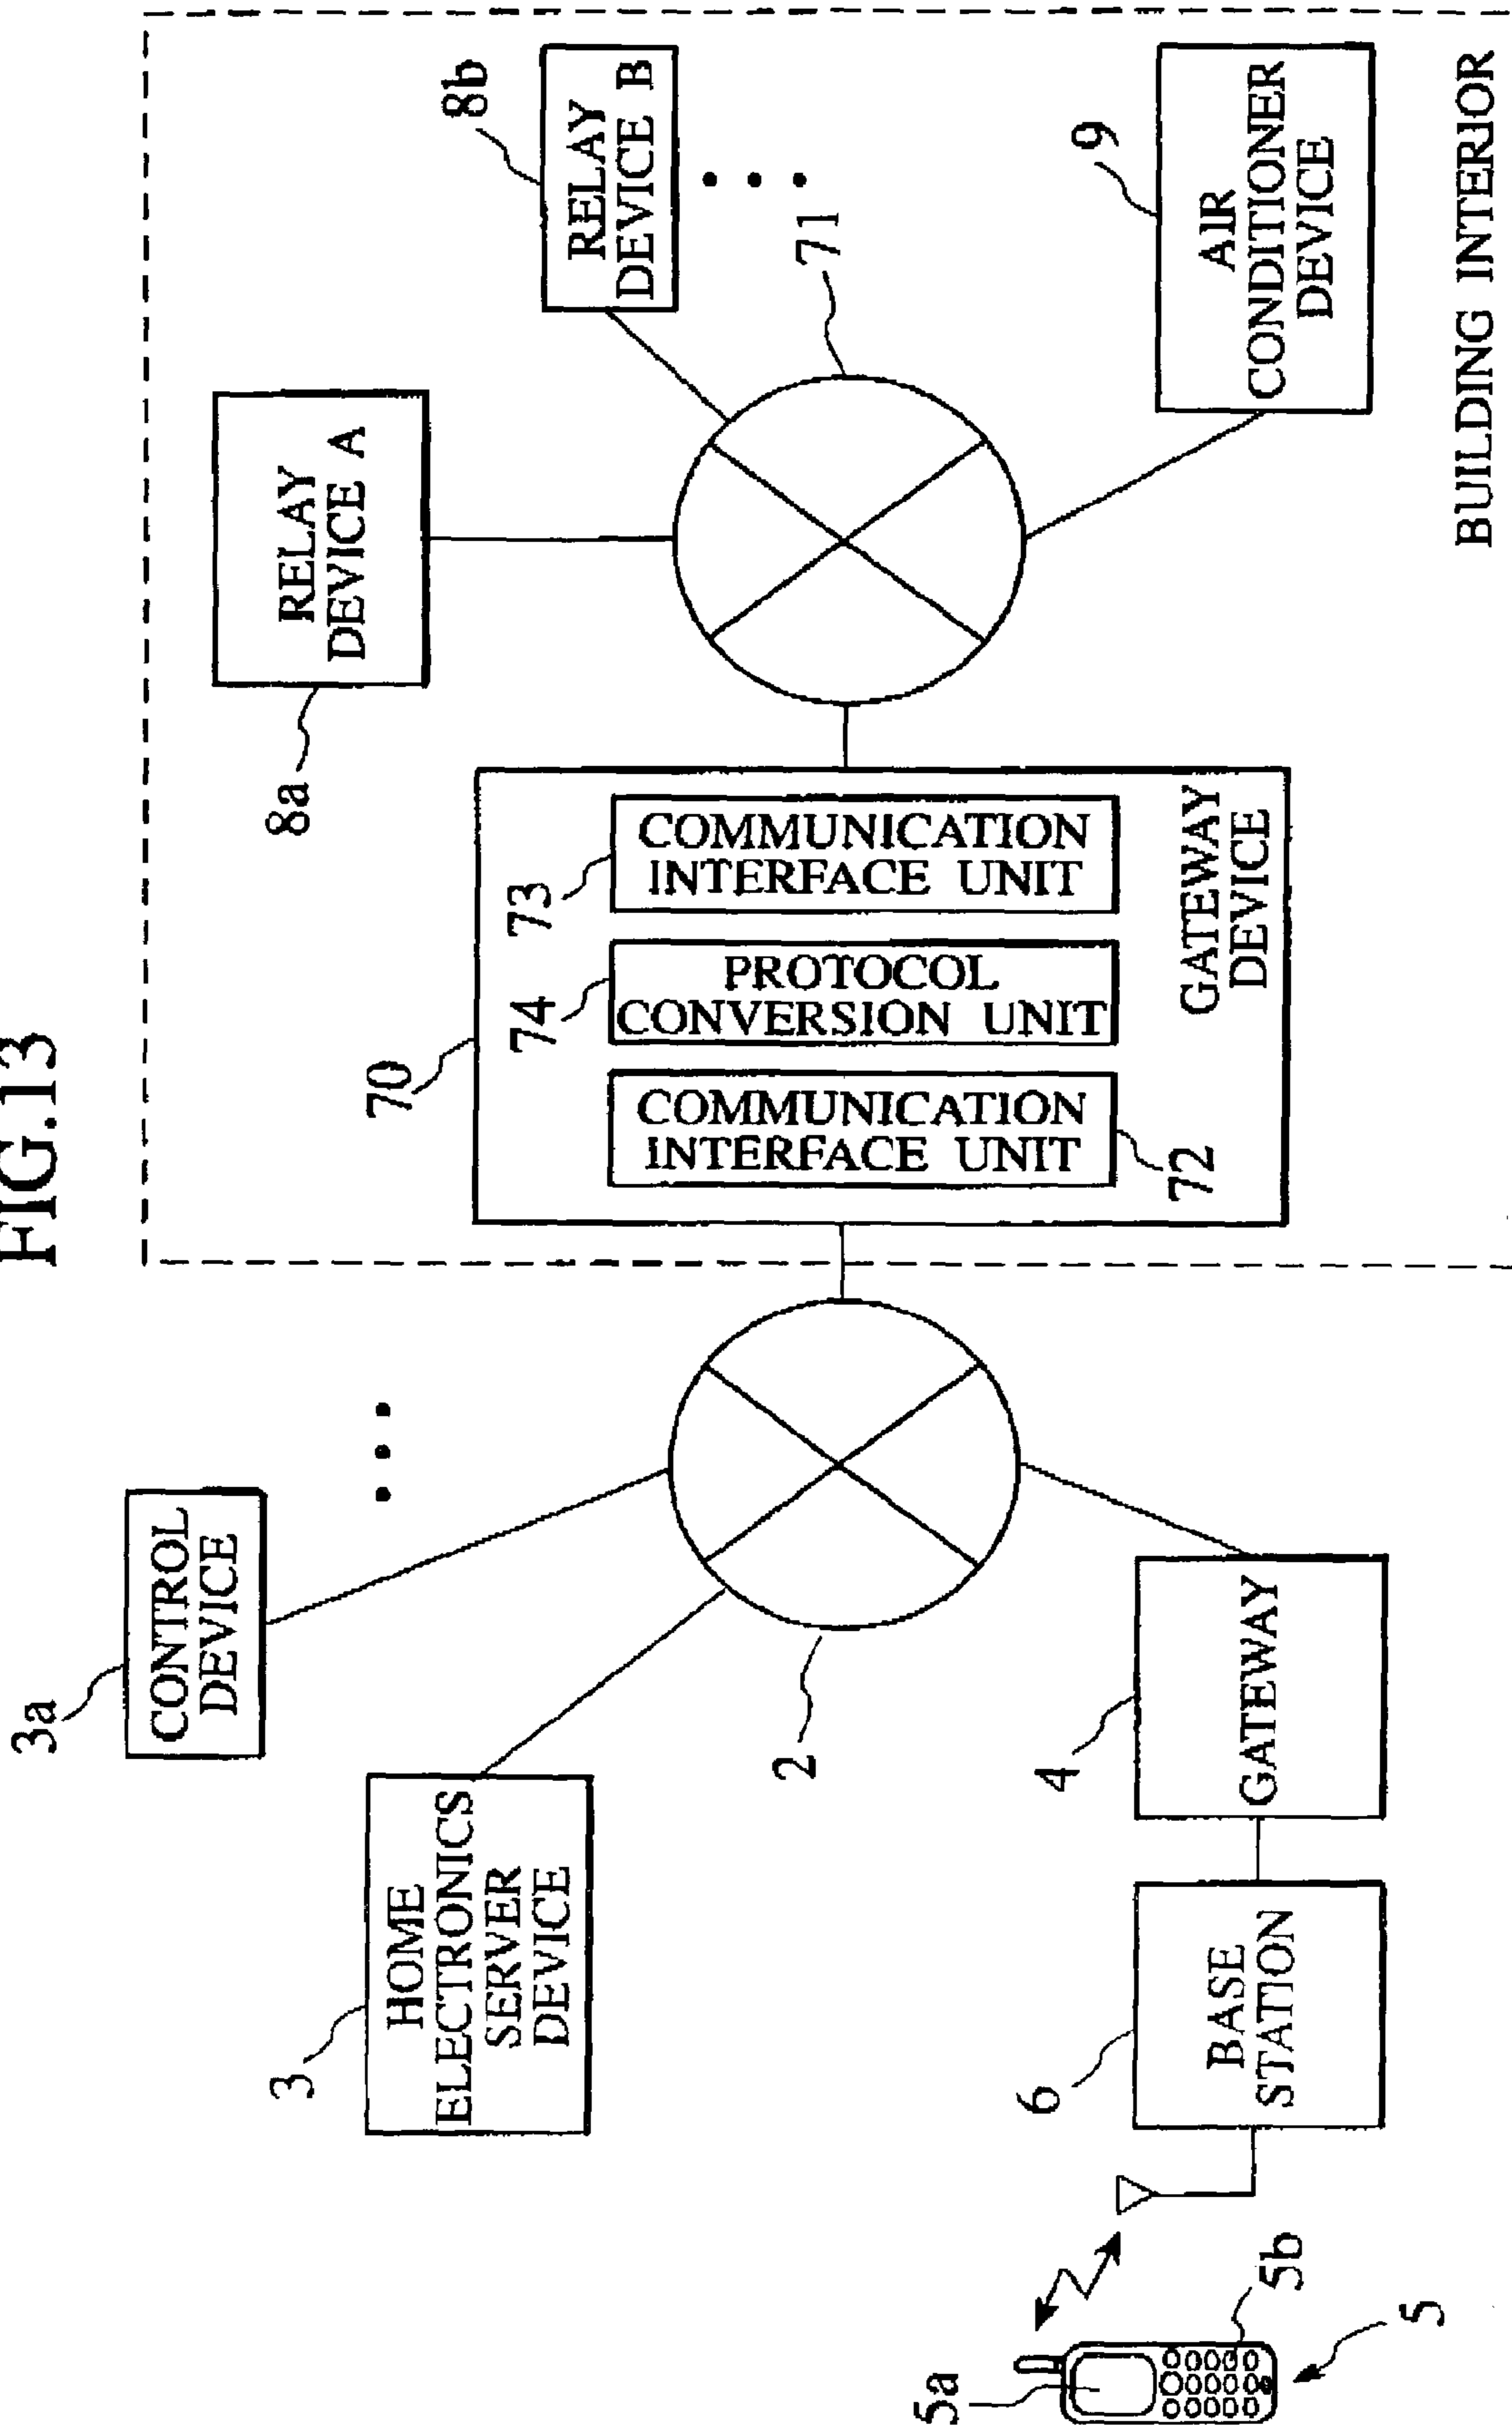 FIG.13
3a
CONTROL
DEVICE
3
HOME
ELECTRONICS
SERVER
DEVICE
2
4
GATEWAY
6
BASE
STATION
5a
5b
5
70
72
COMMUNICATION
INTERFACE UNIT
74
PROTOCOL
CONVERSION UNIT
73
COMMUNICATION
INTERFACE UNIT
GATEWAY
DEVICE
8a
RELAY
DEVICE A
8b
RELAY
DEVICE B
71
9
AIR
CONDITIONER
DEVICE
BUILDING INTERIOR